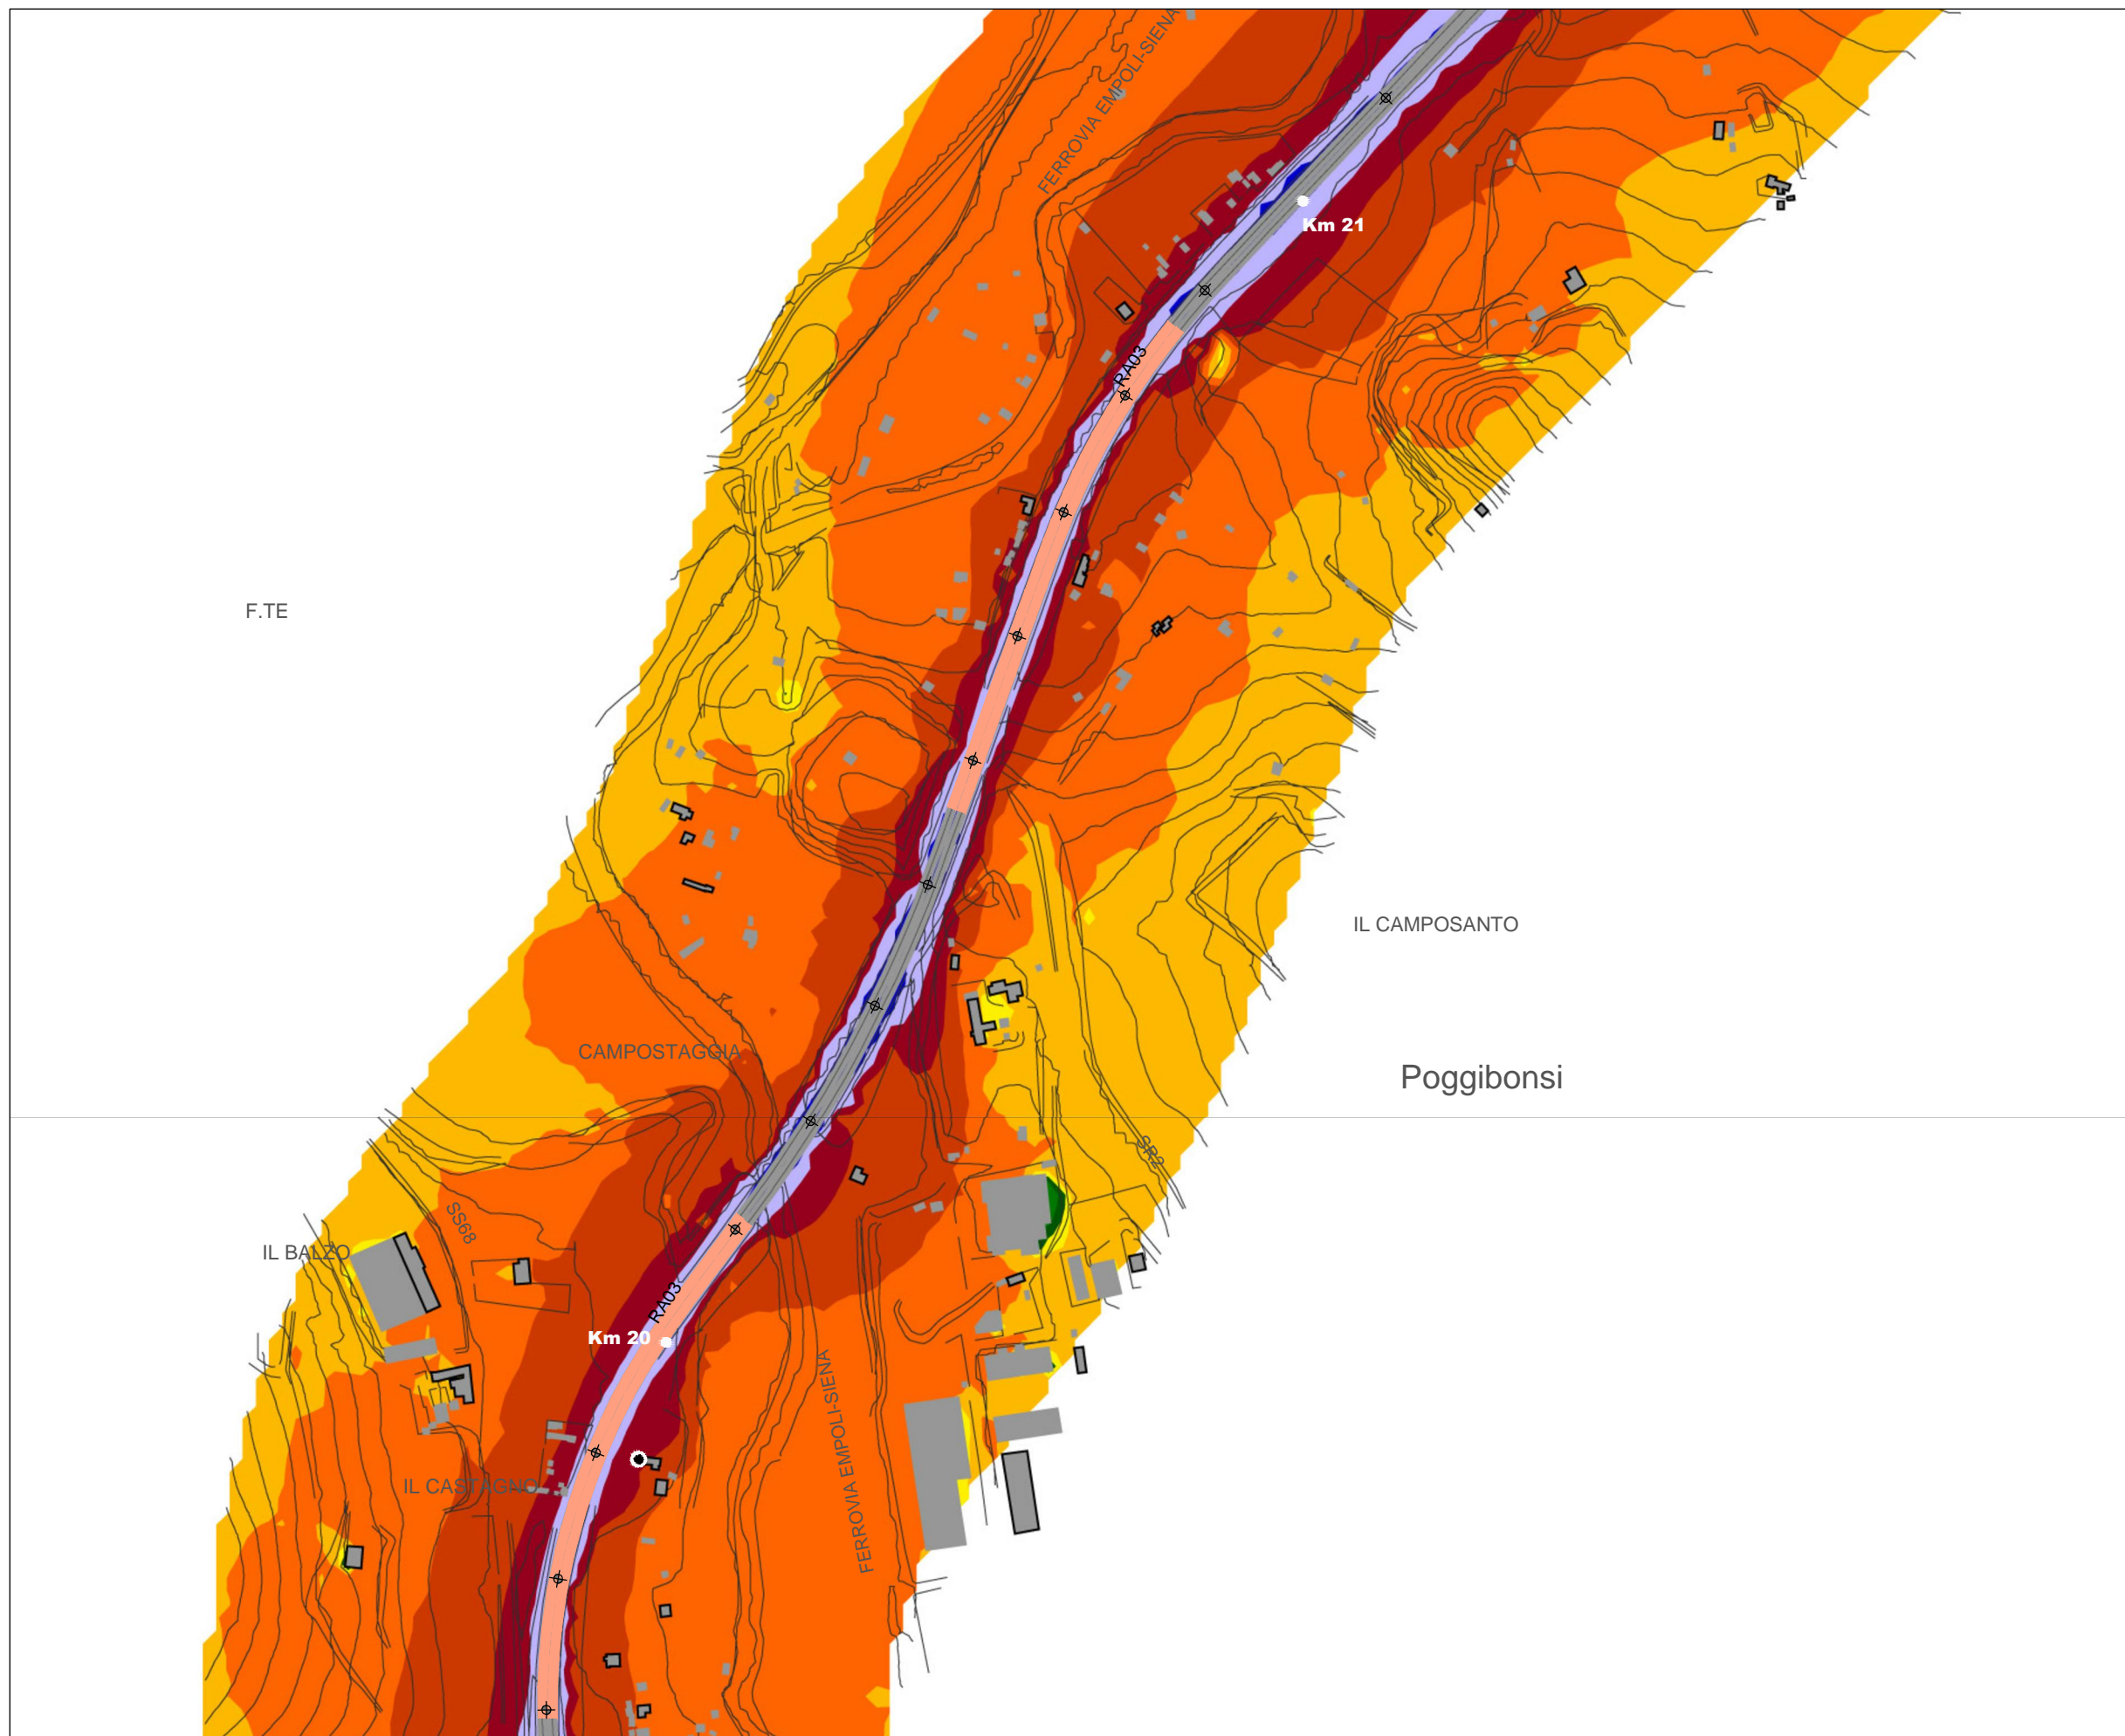 FERROVIA EMPOLI-SIENA
Km 21
RA03
F.TE
IL CAMPOSANTO
CAMPOSTAGGIA
Poggibonsi
SR2
SS68
IL BALZO
RA03
Km 20
FERROVIA EMPOLI-SIENA
IL CASTAGNO